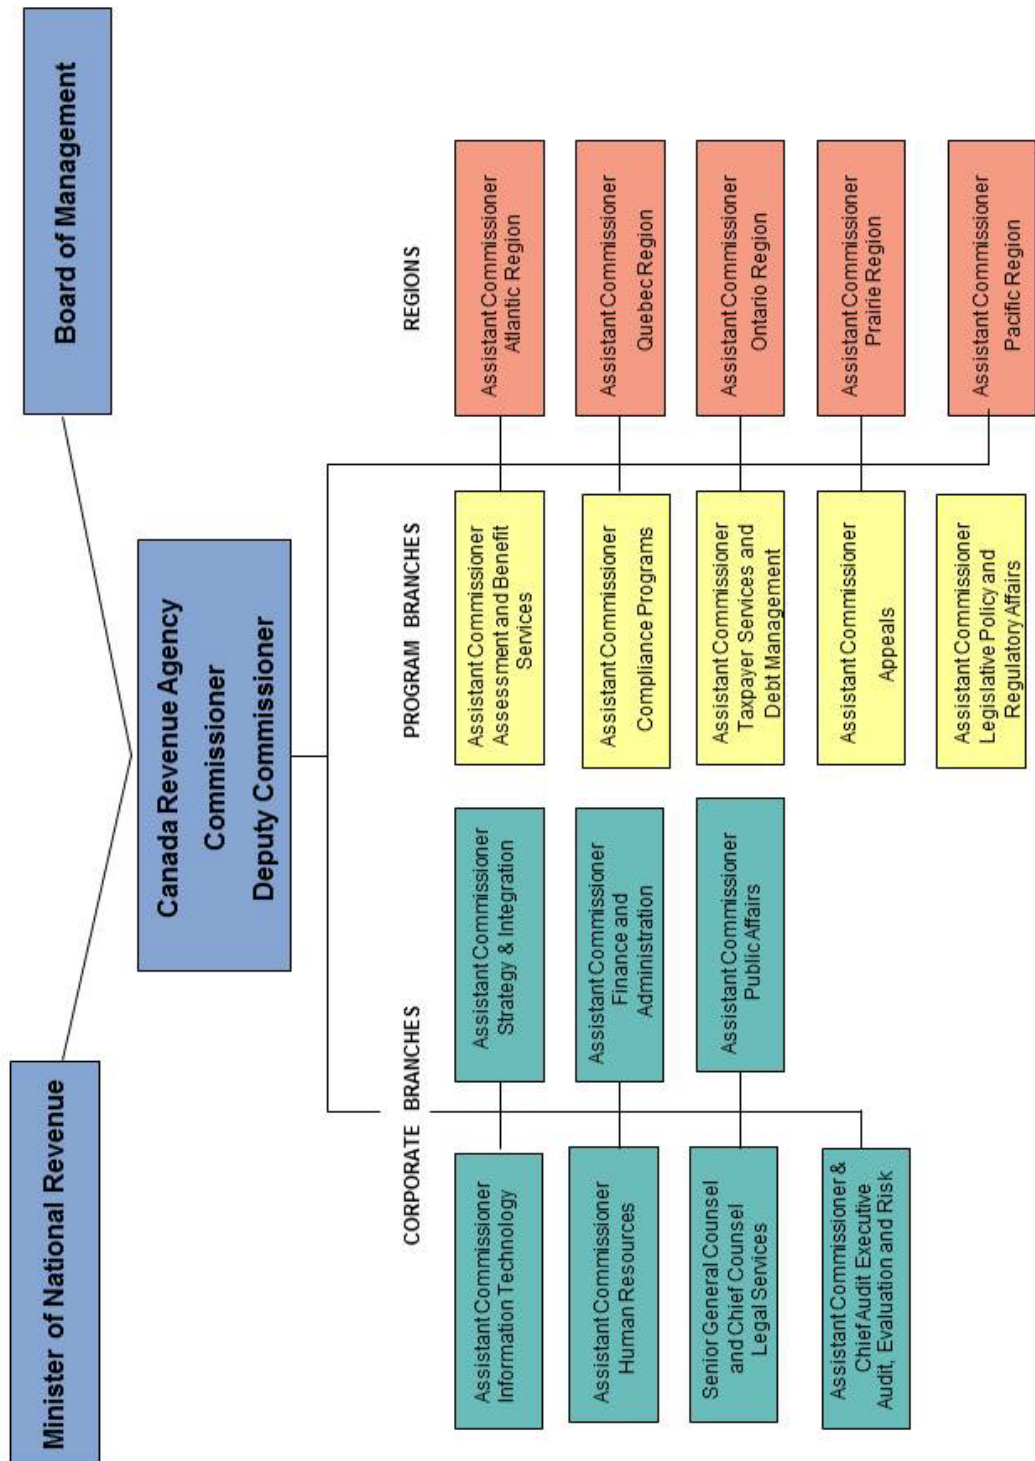 Minister of National Revenue
Board of Management
Canada Revenue Agency
Commissioner
Deputy Commissioner
CORPORATE BRANCHES
PROGRAM BRANCHES
REGIONS
Assistant Commissioner
Information Technology
Assistant Commissioner
Strategy & Integration
Assistant Commissioner
Assessment and Benefit
Services
Assistant Commissioner
Atlantic Region
Assistant Commissioner
Human Resources
Assistant Commissioner
Finance and
Administration
Assistant Commissioner
Compliance Programs
Assistant Commissioner
Quebec Region
Senior General Counsel
and Chief Counsel
Legal Services
Assistant Commissioner
Public Affairs
Assistant Commissioner
Taxpayer Services and
Debt Management
Assistant Commissioner
Ontario Region
Assistant Commissioner &
Chief Audit Executive
Audit, Evaluation and Risk
Assistant Commissioner
Appeals
Assistant Commissioner
Prairie Region
Assistant Commissioner
Legislative Policy and
Regulatory Affairs
Assistant Commissioner
Pacific Region